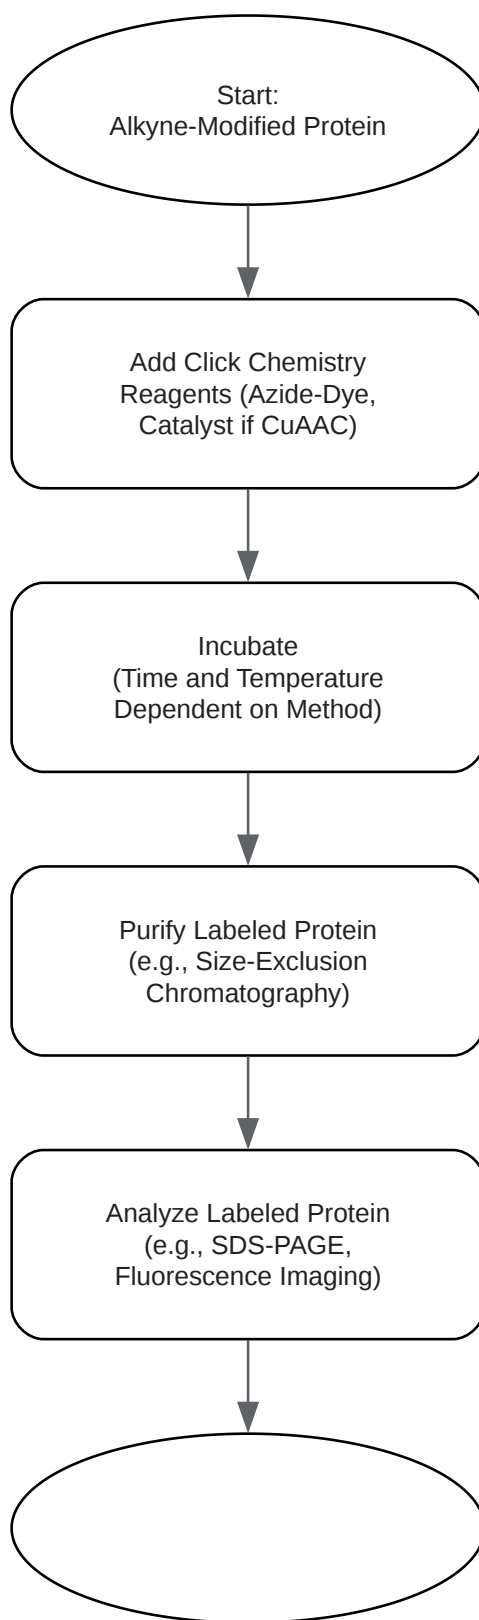 Start:
Alkyne-Modified Protein
Add Click Chemistry
Reagents (Azide-Dye,
Catalyst if CuAAC)
Incubate
(Time and Temperature
Dependent on Method)
Purify Labeled Protein
(e.g., Size-Exclusion
Chromatography)
Analyze Labeled Protein
(e.g., SDS-PAGE,
Fluorescence Imaging)